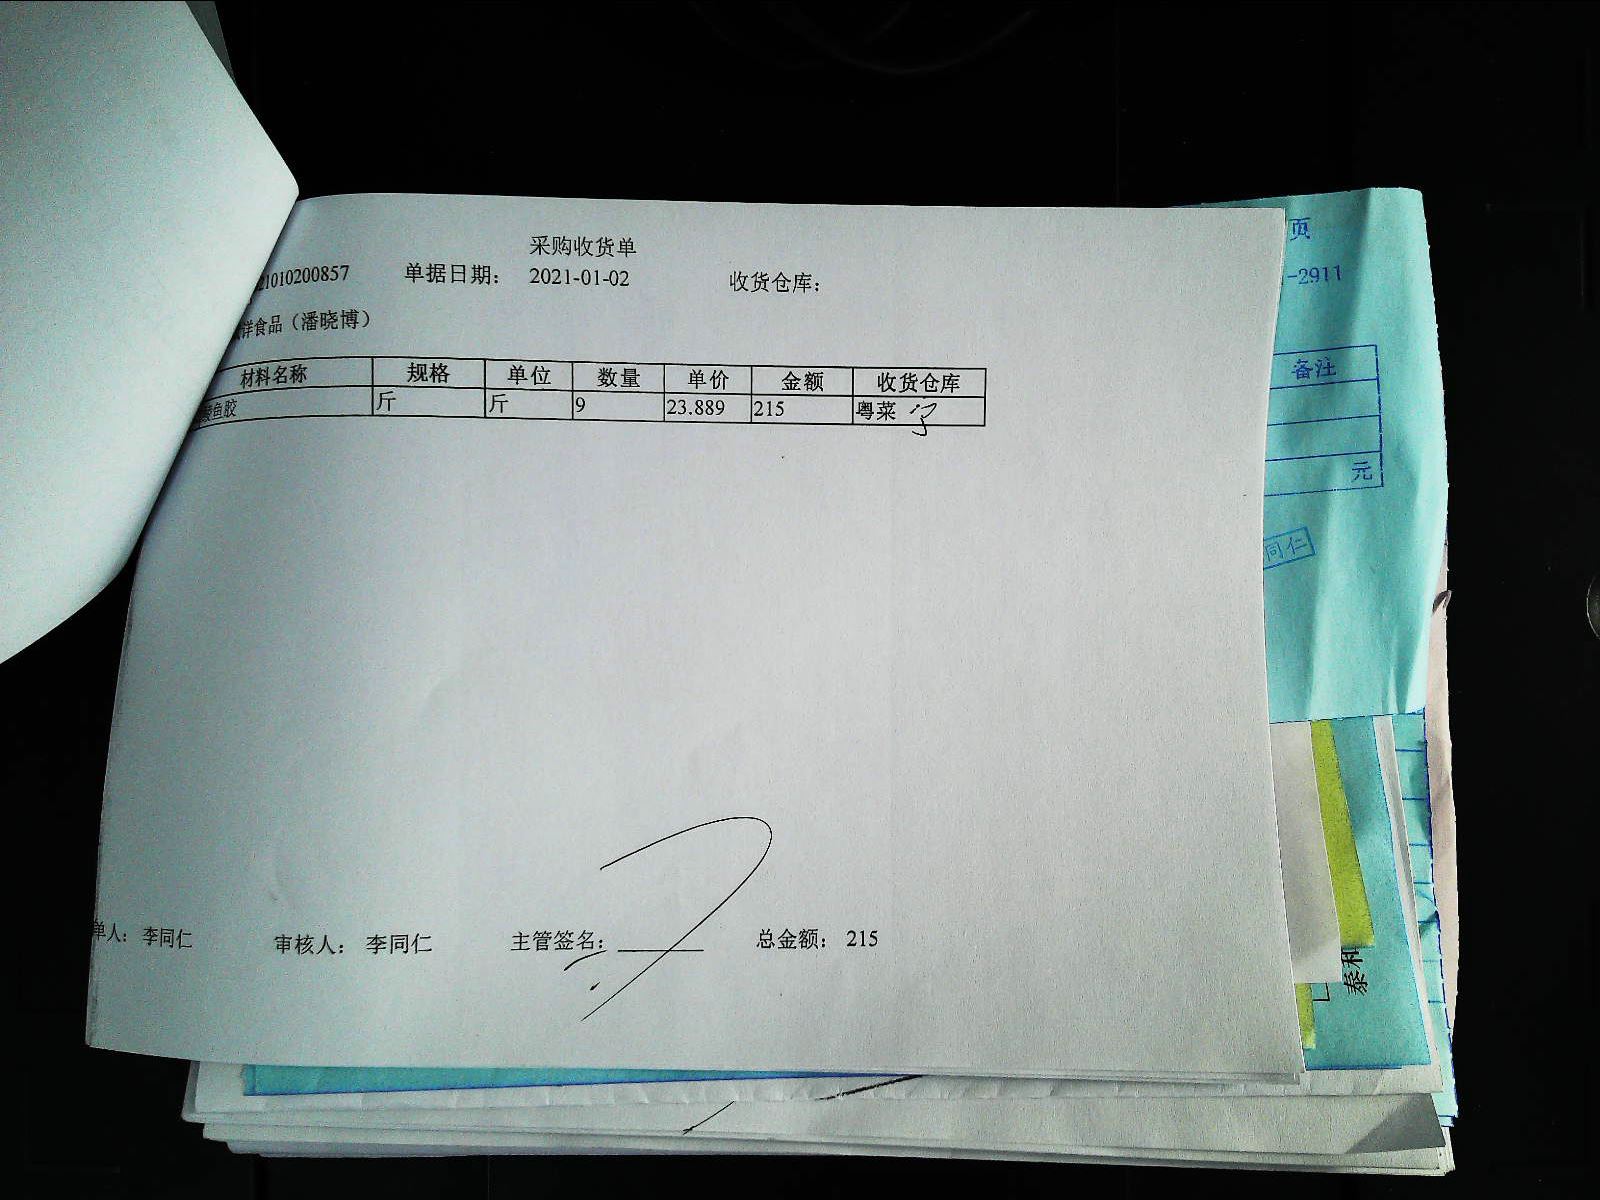 采购收货单
21010200857 单据日期： 2021-01-02 收货仓库：
洋食品（潘晓博）
材料名称 规格 单位 数量 单价 金额 收货仓库
鱼胶 斤 斤 9 23.889 215 粤菜
单人： 李同仁 审核人： 李同仁 主管签名： 总金额： 215
页
-2911
备注
元
同仁
泰和